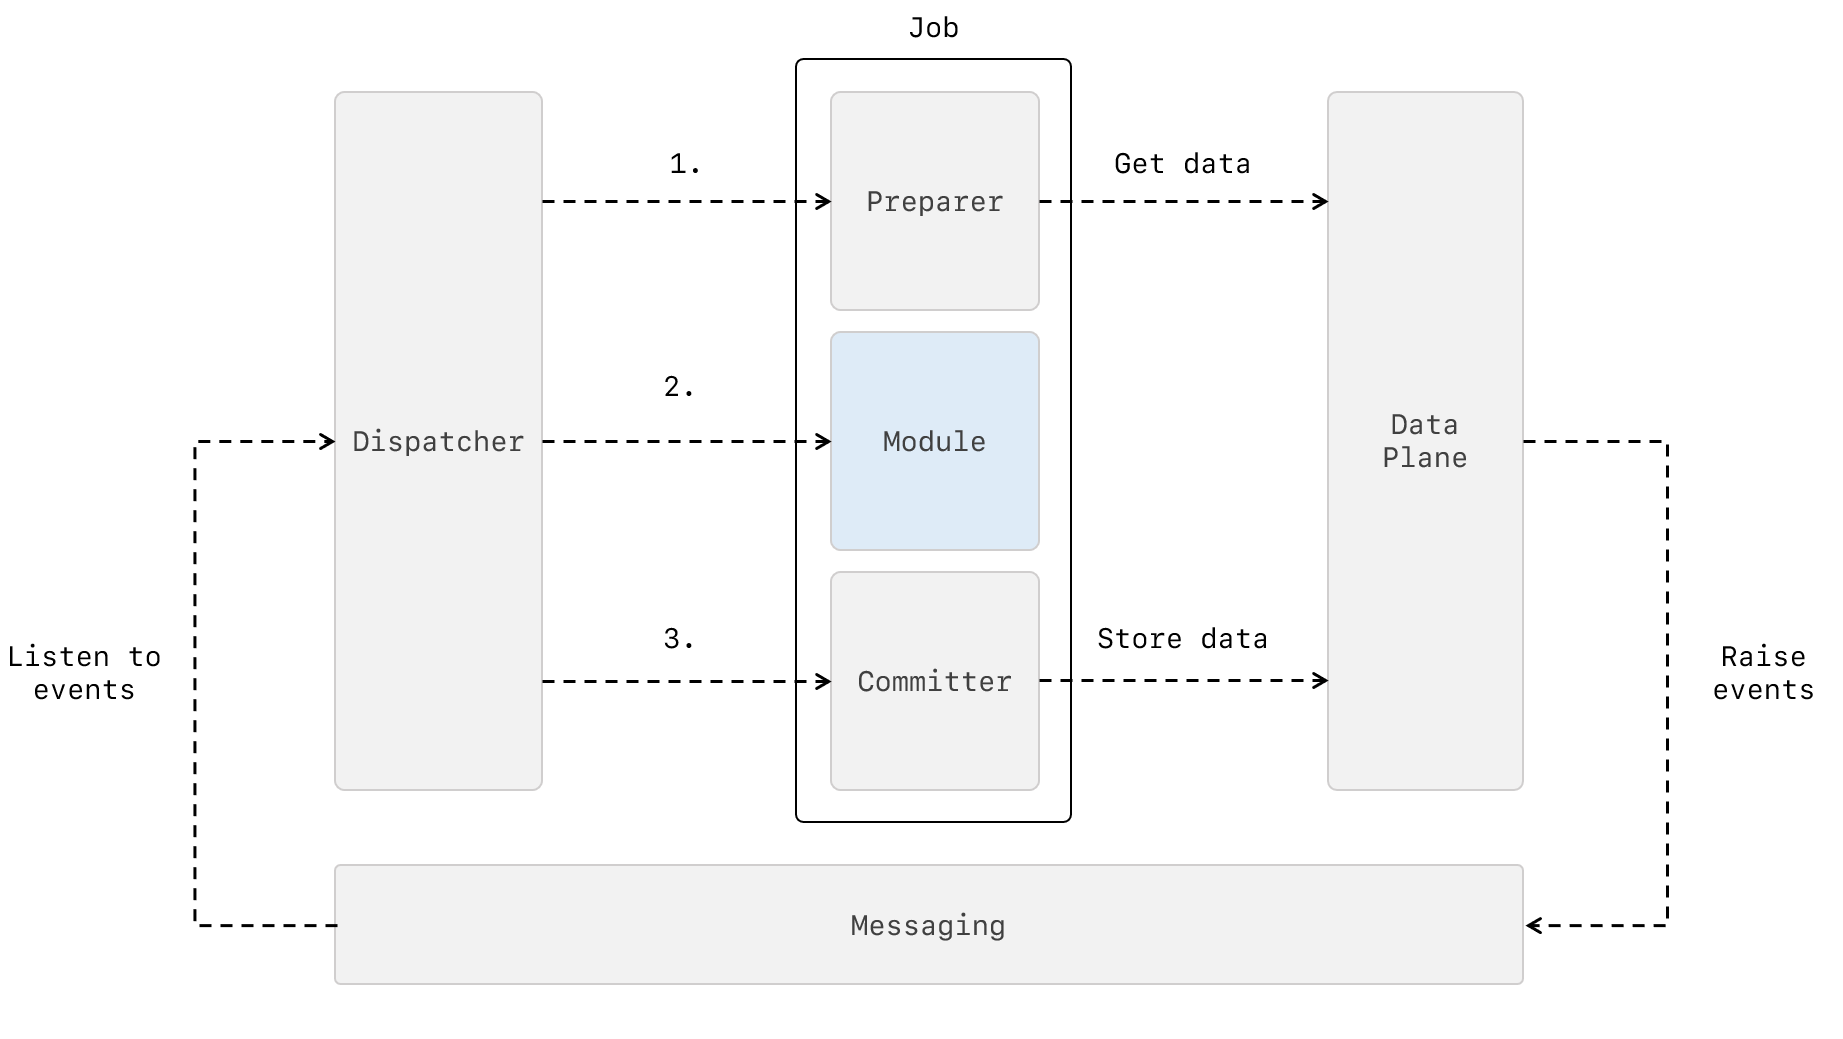 Job
1.
Get data
Preparer
2.
Dispatcher
Module
Data
Plane
3.
Store data
Committer
Listen to
events
Raise
events
Messaging